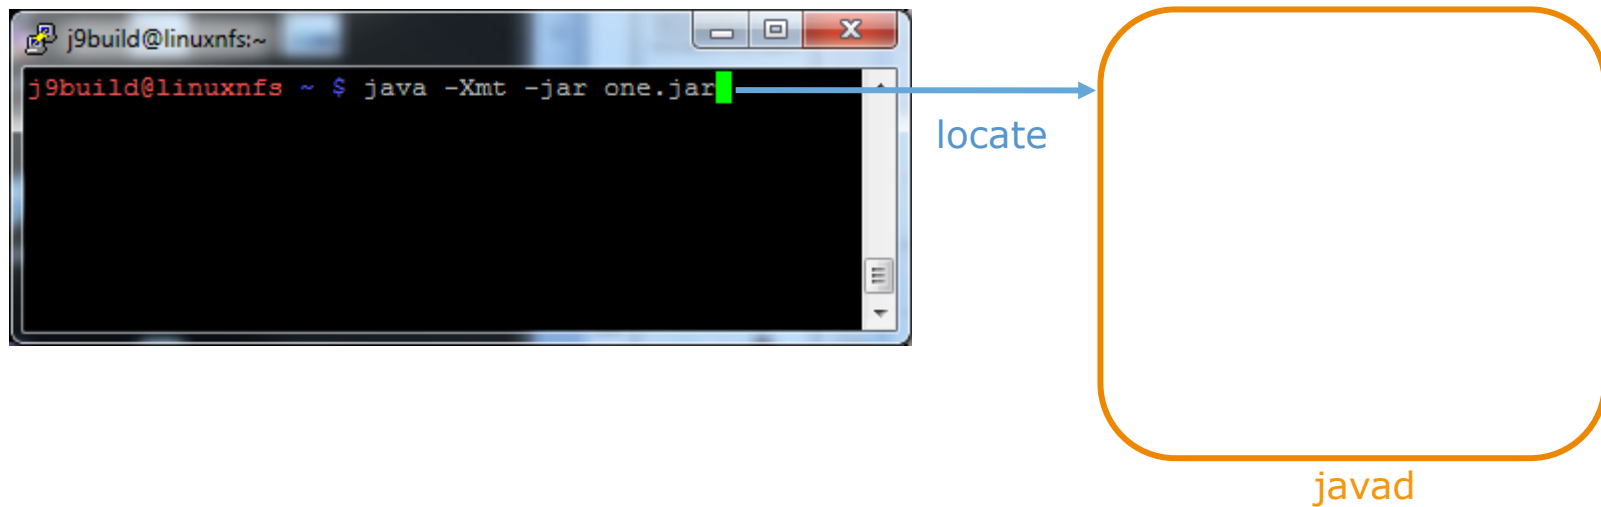 j9build@linuxnfs:~
j9build@linuxnfs ~ $ java -Xmt -jar one.jar
locate
javad